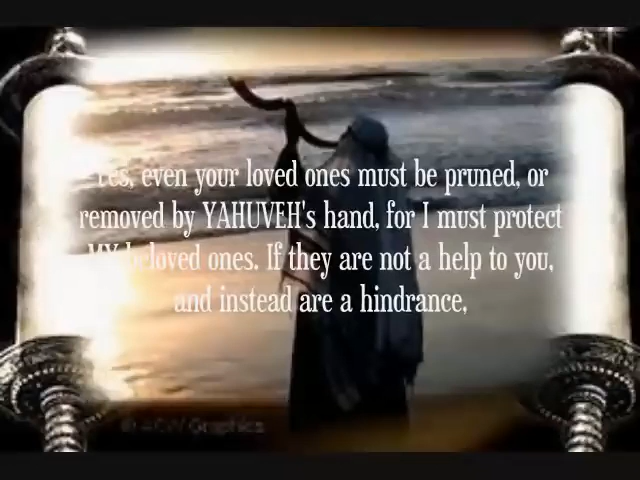 Yes, even your loved ones must be pruned, or
removed by YAHUVEH's hand, for I must protect
MY beloved ones. If they are not a help to you,
and instead are a hindrance,
Graphics